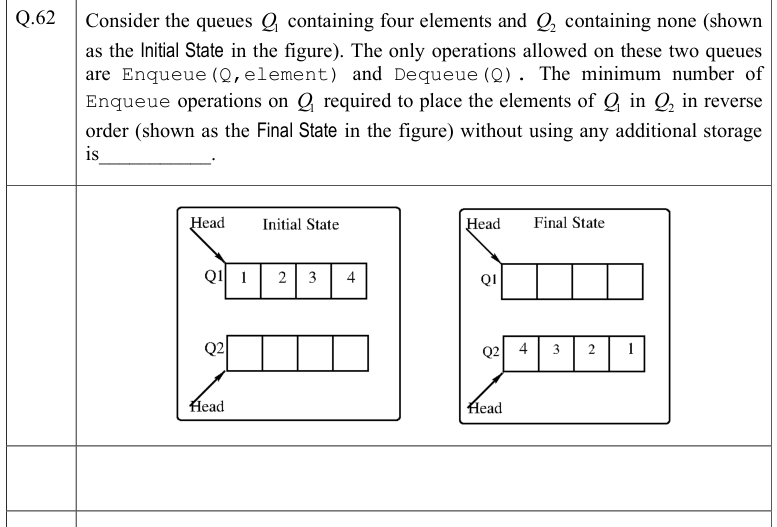 Q.62
Consider the queues Q1 containing four elements and Q2 containing none (shown
as the Initial State in the figure). The only operations allowed on these two queues
are Enqueue(Q,element) and Dequeue(Q). The minimum number of
Enqueue operations on Q1 required to place the elements of Q1 in Q2 in reverse
order (shown as the Final State in the figure) without using any additional storage
is___________.
Head Initial State
Q1 1 2 3 4
Q2
Head
Head Final State
Q1
Q2 4 3 2 1
Head